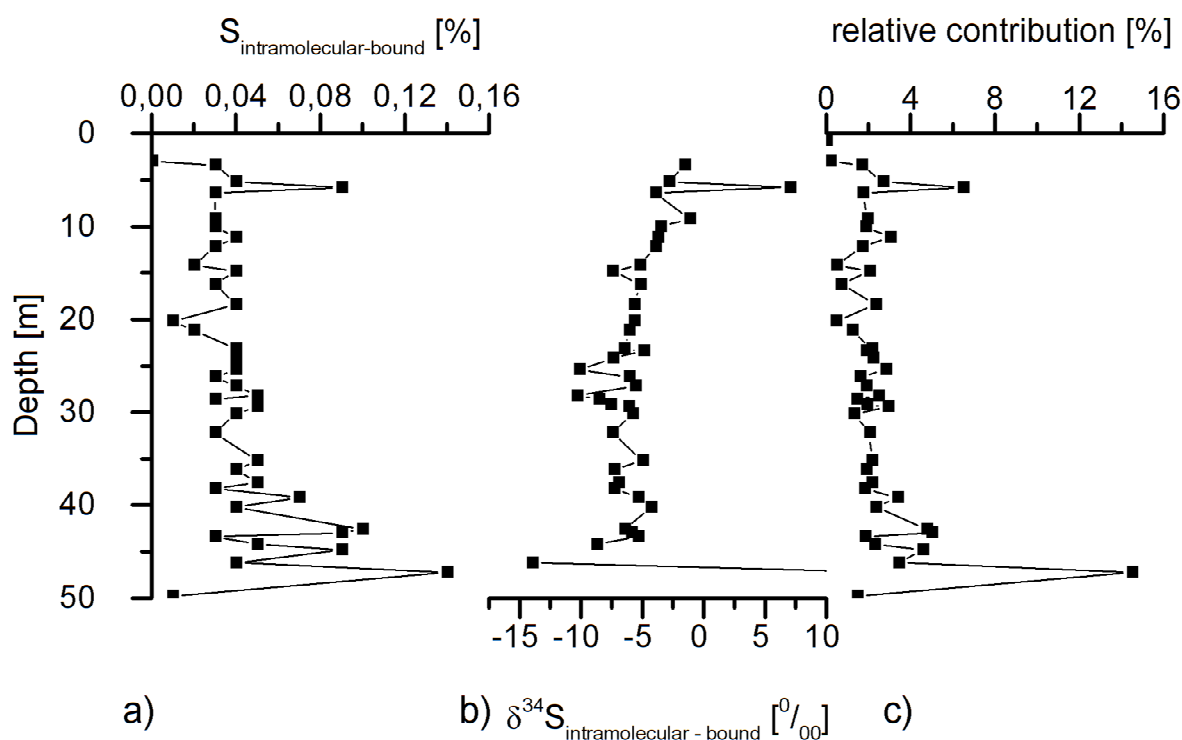 S intramolecular-bound [%] relative contribution [%]
0,00 0,04 0,08 0,12 0,16 0 4 8 12 16
0
10
20
30
40
50
Depth [m]
-15 -10 -5 0 5 10
a) b) δ34S intramolecular - bound [0/00] c)